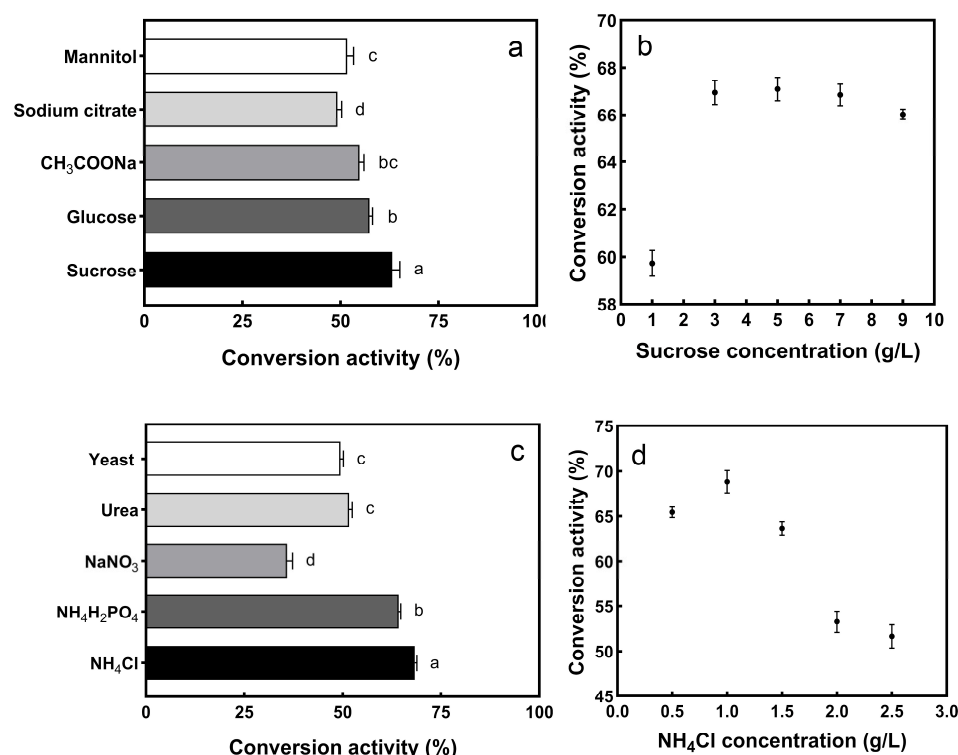 a
Mannitol
c
Sodium citrate
d
CH₃COONa
bc
Glucose
b
Sucrose
a
0 25 50 75 100
Conversion activity (%)
b
Conversion activity (%)
70
68
66
64
62
60
58
0 1 2 3 4 5 6 7 8 9 10
Sucrose concentration (g/L)
c
Yeast
c
Urea
c
NaNO₃
d
NH₄H₂PO₄
b
NH₄Cl
a
0 25 50 75 100
Conversion activity (%)
d
Conversion activity (%)
75
70
65
60
55
50
45
0.0 0.5 1.0 1.5 2.0 2.5 3.0
NH₄Cl concentration (g/L)